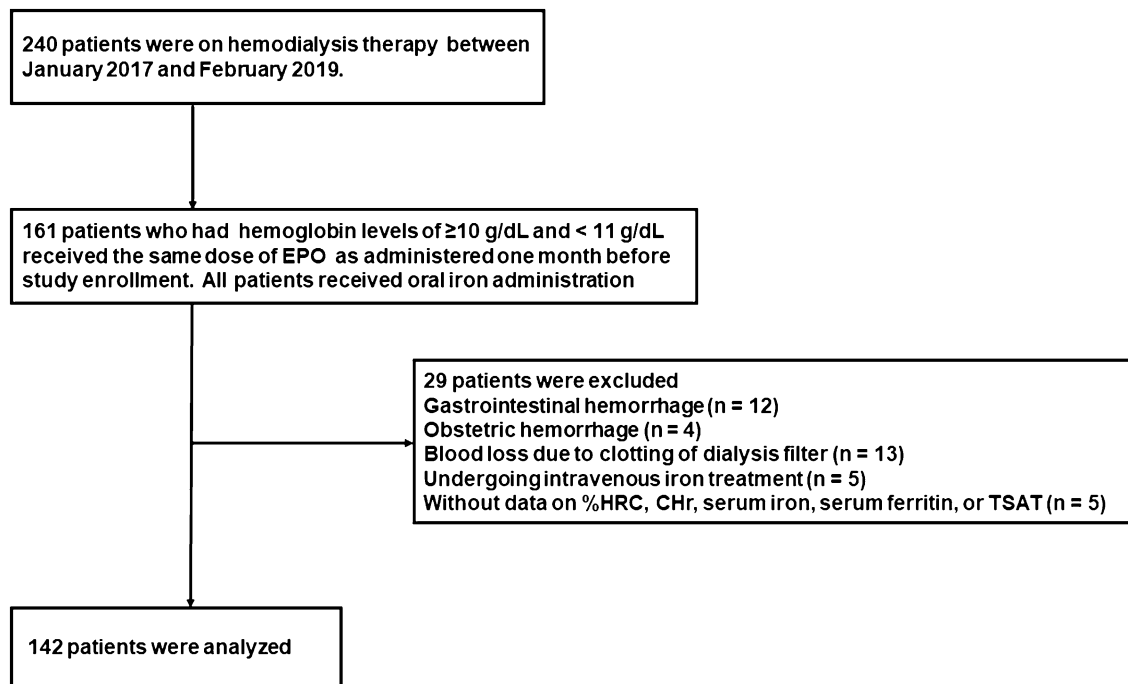 240 patients were on hemodialysis therapy between
January 2017 and February 2019.
161 patients who had hemoglobin levels of ≥10 g/dL and < 11 g/dL
received the same dose of EPO as administered one month before
study enrollment. All patients received oral iron administration
29 patients were excluded
Gastrointestinal hemorrhage (n = 12)
Obstetric hemorrhage (n = 4)
Blood loss due to clotting of dialysis filter (n = 13)
Undergoing intravenous iron treatment (n = 5)
Without data on %HRC, CHr, serum iron, serum ferritin, or TSAT (n = 5)
142 patients were analyzed